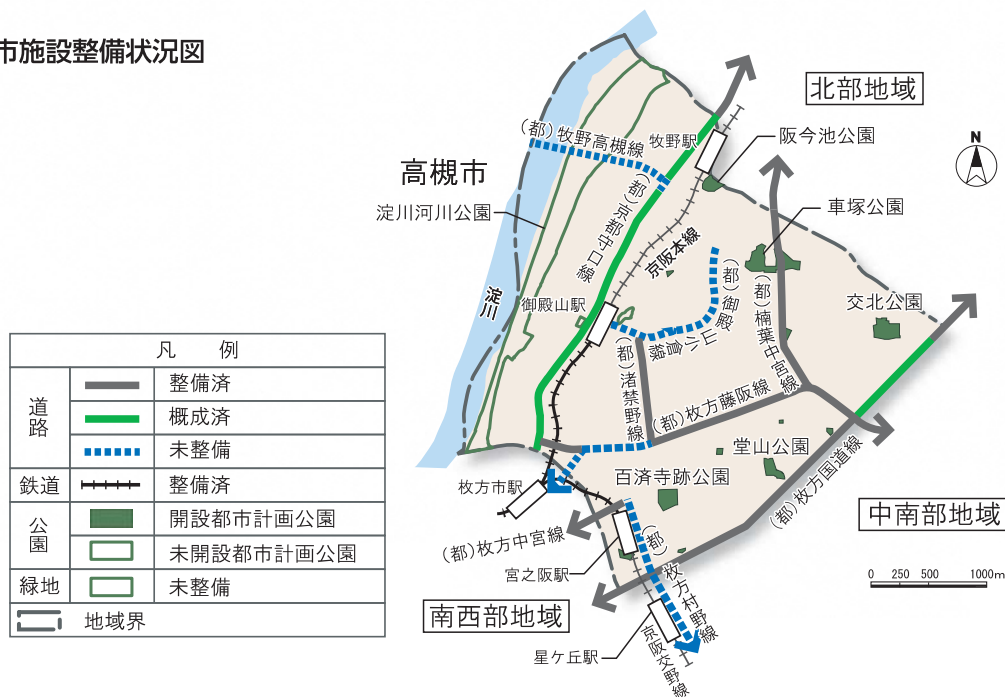 市施設整備状況図
北部地域
(都)牧野高槻線
牧野駅
阪今池公園
N
高槻市
淀川河川公園
(都)京都守口線
京阪本線
車塚公園
淀川
御殿山駅
(都)御殿山小倉線
(都)楠葉中宮線
交北公園
凡 例
道路
整備済
概成済
未整備
鉄道
整備済
公園
開設都市計画公園
未開設都市計画公園
緑地
未整備
地域界
(都)渚禁野線
(都)枚方藤阪線
堂山公園
枚方市駅
百済寺跡公園
(都)枚方国道線
中南部地域
(都)枚方中宮線
宮之阪駅
(都)枚方村野線
0 250 500 1000m
南西部地域
星ケ丘駅
京阪交野線